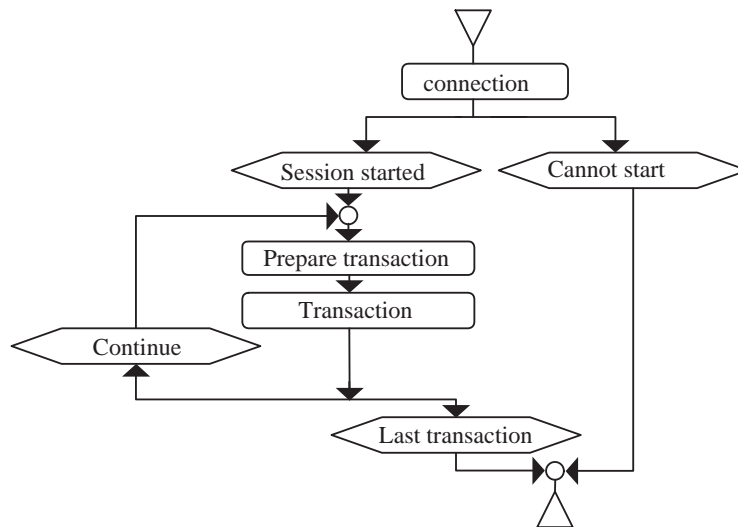 connection
Session started
Cannot start
Prepare transaction
Transaction
Continue
Last transaction